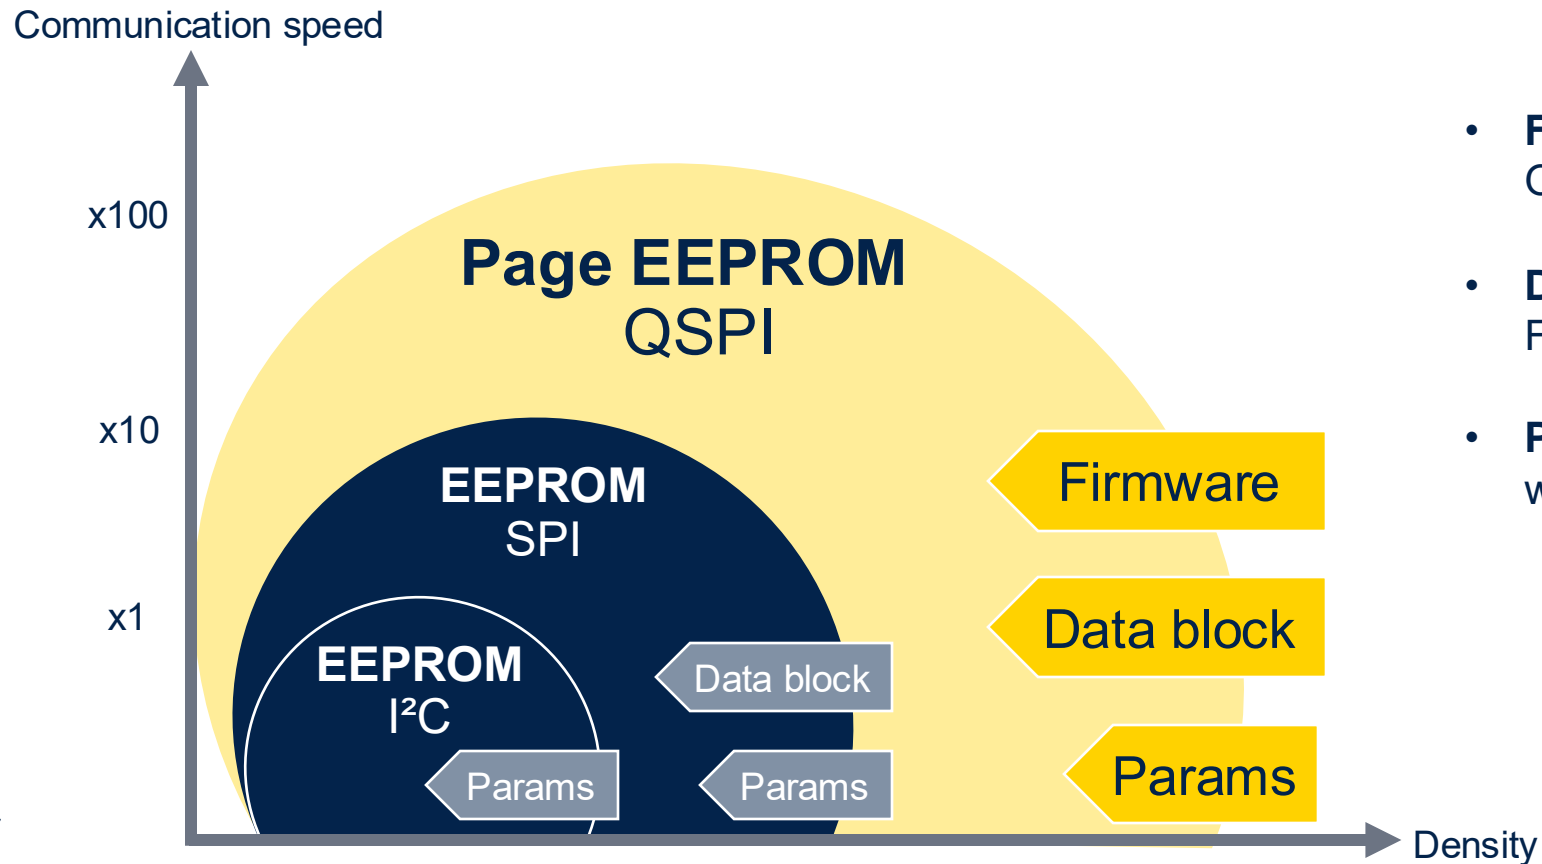 Communication speed
x100
Page EEPROM
QSPI
x10
EEPROM
SPI
Firmware
x1
Data block
EEPROM
I²C
Data block
Params
Params
Params
Density